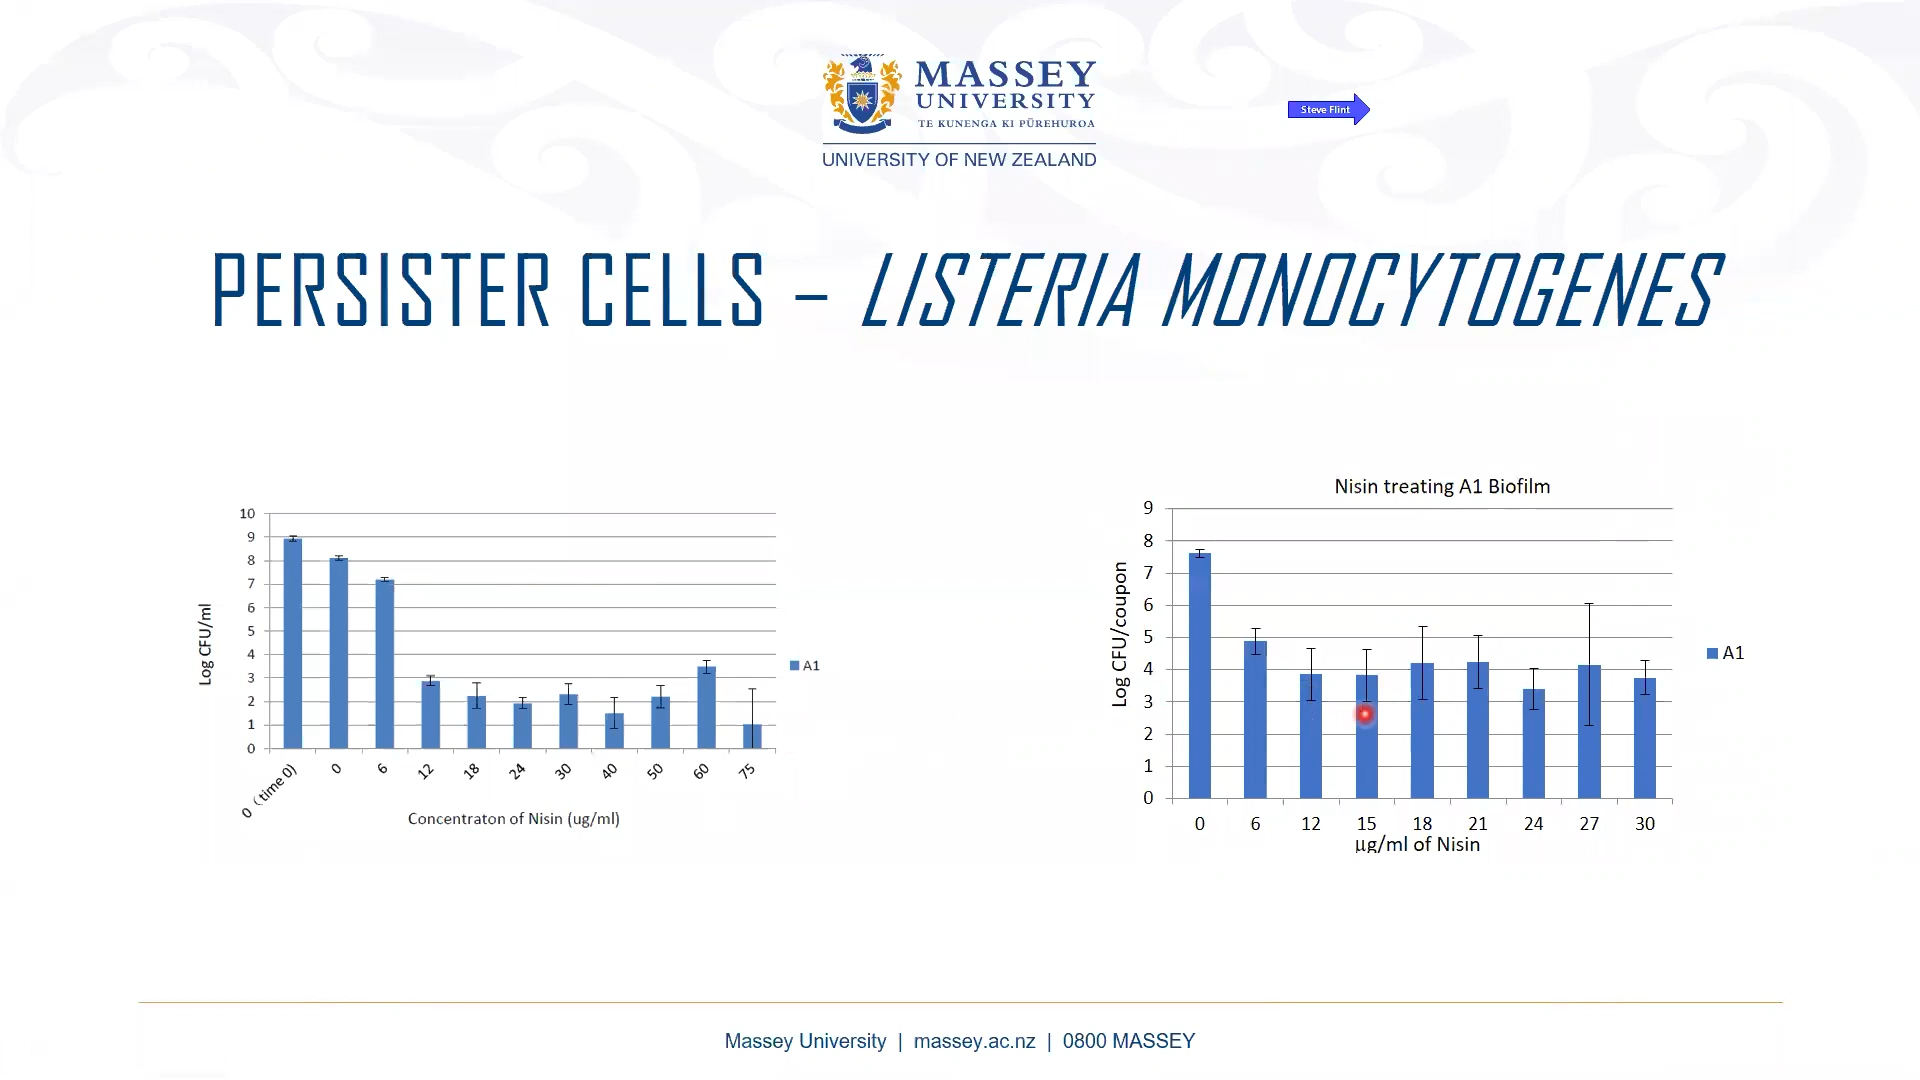 MASSEY
UNIVERSITY
TE KUNENGA KI PŪREHUROA
UNIVERSITY OF NEW ZEALAND
Steve Flint
PERSISTER CELLS – LISTERIA MONOCYTOGENES
10
9
8
7
6
5
4
3
2
1
0
Log CFU/ml
0 (time 0)
0
6
12
18
24
30
40
50
60
75
Concentraton of Nisin (ug/ml)
A1
Nisin treating A1 Biofilm
9
8
7
6
5
4
3
2
1
0
Log CFU/coupon
0 6 12 15 18 21 24 27 30
µg/ml of Nisin
A1
Massey University | massey.ac.nz | 0800 MASSEY